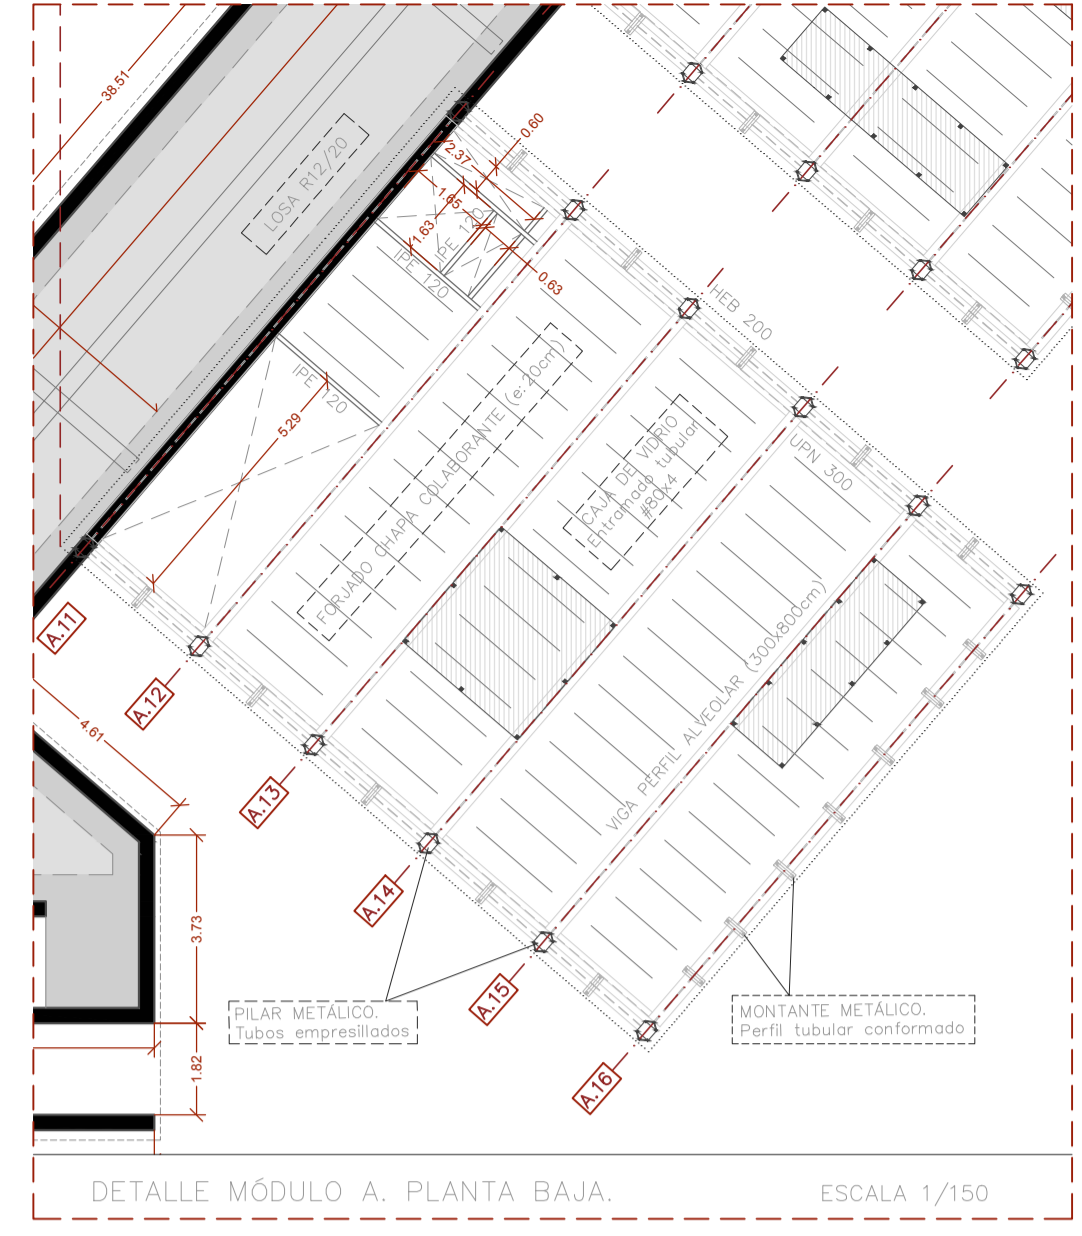 38.51
LOSA R12/20
0.60
2.37
1.65
1.63
IPE 120
IPE 120
0.63
HEB 200
IPE 120
5.29
FORJADO CHAPA COLABORANTE (e: 20cm)
CAJA DE VIDRIO
Entramado tubular
#80x4
UPN 300
VIGA PERFIL ALVEOLAR (300x800cm)
A.11
A.12
A.13
A.14
A.15
A.16
4.61
3.73
1.82
PILAR METÁLICO.
Tubos empresillados
MONTANTE METÁLICO.
Perfil tubular conformado
DETALLE MÓDULO A. PLANTA BAJA.
ESCALA 1/150